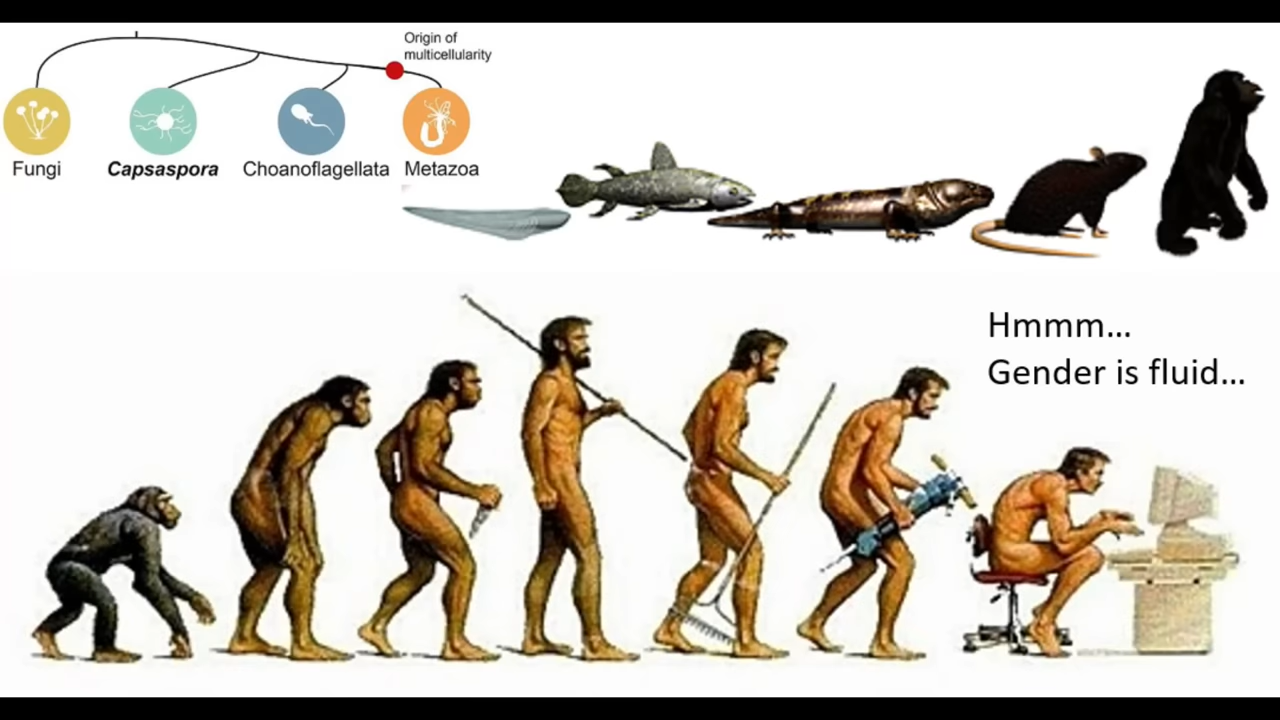 Origin of
multicellularity
Fungi
Capsaspora
Choanoflagellata
Metazoa
Hmmm...
Gender is fluid...